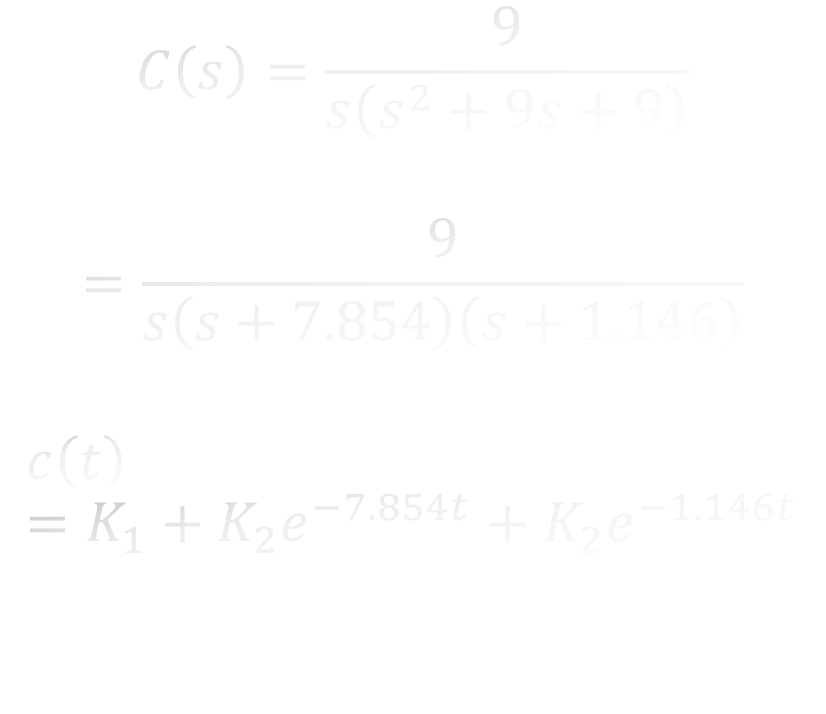 C(s) = 9 / s(s² + 9s + 9)
= 9 / s(s + 7.854)(s + 1.146)
c(t)
= K₁ + K₂e^−7.854t + K₂e^−1.146t